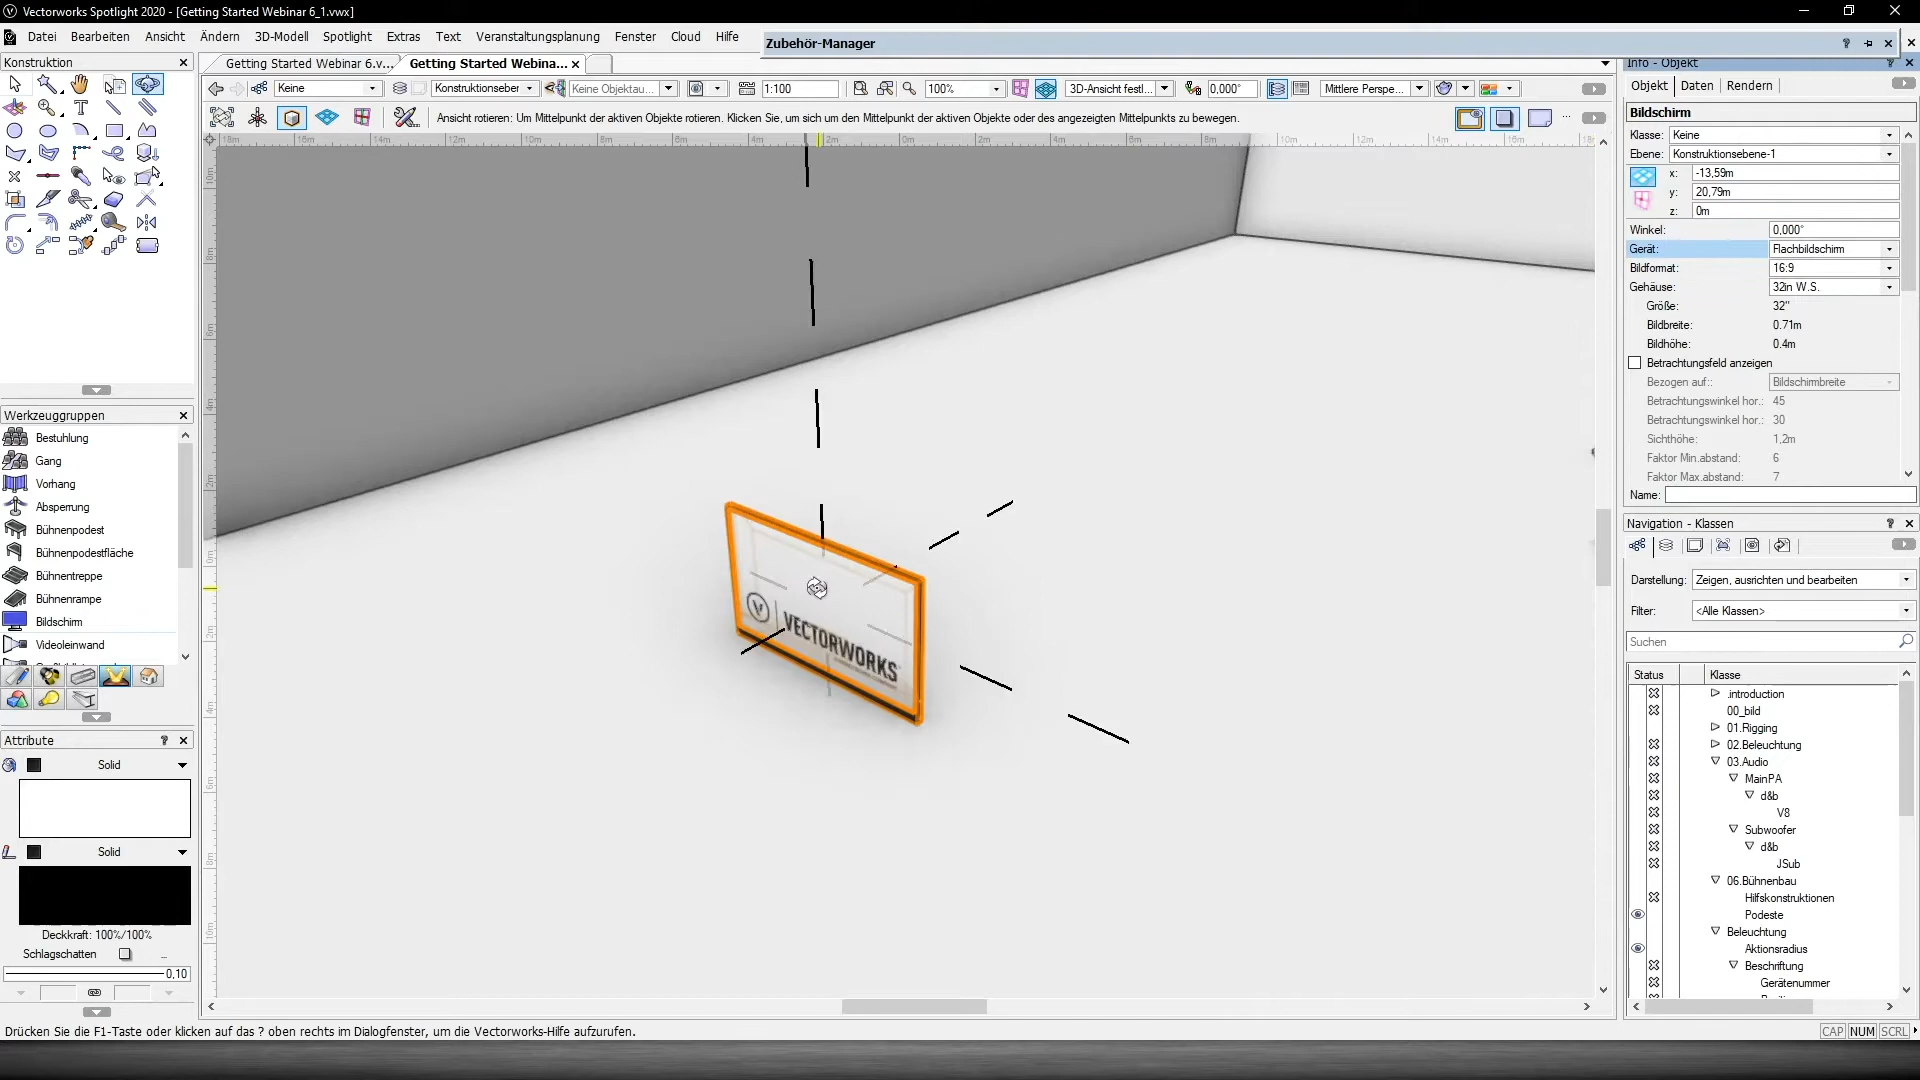 Vectorworks Spotlight 2020 - [Getting Started Webinar 6_1.vwx]
Datei Bearbeiten Ansicht Ändern 3D-Modell Spotlight Extras Text Veranstaltungsplanung Fenster Cloud Hilfe
Zubehör-Manager
Konstruktion
Getting Started Webinar 6.v...
Getting Started Webina...
Info - Objekt
Keine
Konstruktionseber
Keine Objektau...
1:100
100%
3D-Ansicht festl...
0,000°
Mittlere Perspe...
Objekt Daten Rendern
Ansicht rotieren: Um Mittelpunkt der aktiven Objekte rotieren. Klicken Sie, um sich um den Mittelpunkt der aktiven Objekte oder des angezeigten Mittelpunkts zu bewegen.
Bildschirm
Klasse: Keine
Ebene: Konstruktionsebene-1
x: -13,59m
y: 20,79m
z: 0m
Winkel: 0,000°
Gerät: Flachbildschirm
Bildformat: 16:9
Gehäuse: 32in W.S.
Größe: 32"
Bildbreite: 0.71m
Bildhöhe: 0.4m
Betrachtungsfeld anzeigen
Bezogen auf:: Bildschirmbreite
Betrachtungswinkel hor.: 45
Betrachtungswinkel hor.: 30
Sichthöhe: 1,2m
Faktor Min.abstand: 6
Faktor Max.abstand: 7
Name:
Werkzeuggruppen
Bestuhlung
Gang
Vorhang
Absperrung
Bühnenpodest
Bühnenpodestfläche
Bühnentreppe
Bühnenrampe
Bildschirm
Videoleinwand
VECTORWORKS
Navigation - Klassen
Darstellung: Zeigen, ausrichten und bearbeiten
Filter: <Alle Klassen>
Suchen
Status Klasse
.introduction
00_bild
01.Rigging
02.Beleuchtung
03.Audio
MainPA
d&b
V8
Subwoofer
d&b
JSub
06.Bühnenbau
Hilfskonstruktionen
Podeste
Beleuchtung
Aktionsradius
Beschriftung
Gerätenummer
Attribute
Solid
Solid
Deckkraft: 100%/100%
Schlagschatten
0,10
Drücken Sie die F1-Taste oder klicken auf das ? oben rechts im Dialogfenster, um die Vectorworks-Hilfe aufzurufen.
CAP NUM SCRL